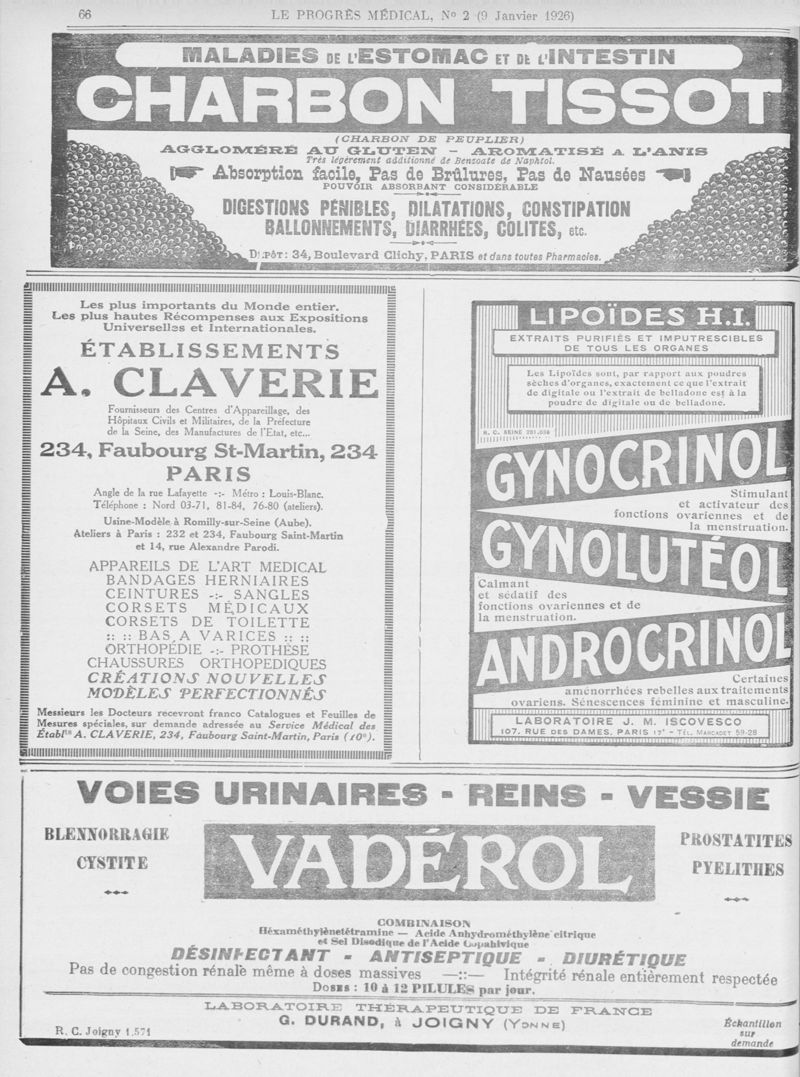 66
LE PROGRÈS MÉDICAL, No 2 (9 Janvier 1926)
MALADIES DE L'ESTOMAC ET DE L'INTESTIN
CHARBON TISSOT
(CHARBON DE PEUPLIER)
AGGLOMÉRÉ AU GLUTEN - AROMATISÉ A L'ANIS
Très légèrement additionné de Benzoate de Naphtol.
Absorption facile, Pas de Brûlures, Pas de Nausées
POUVOIR ABSORBANT CONSIDÉRABLE
DIGESTIONS PÉNIBLES, DILATATIONS, CONSTIPATION
BALLONNEMENTS, DIARRHÉES, COLITES, etc.
DÉPÔT: 34, Boulevard Clichy, PARIS et dans toutes Pharmacies.
Les plus importants du Monde entier.
Les plus hautes Récompenses aux Expositions
Universelles et Internationales.
ÉTABLISSEMENTS
A. CLAVERIE
Fournisseurs des Centres d'Appareillage, des
Hôpitaux Civils et Militaires, de la Préfecture
de la Seine, des Manufactures de l'Etat, etc...
234, Faubourg St-Martin, 234
PARIS
Angle de la rue Lafayette -:- Métro : Louis-Blanc.
Téléphone : Nord 03-71, 81-84, 76-80 (ateliers).
Usine-Modèle à Romilly-sur-Seine (Aube).
Ateliers à Paris : 232 et 234, Faubourg Saint-Martin
et 14, rue Alexandre Parodi.
APPAREILS DE L'ART MEDICAL
BANDAGES HERNIAIRES
CEINTURES -:- SANGLES
CORSETS MÉDICAUX
CORSETS DE TOILETTE
:: :: BAS A VARICES :: ::
ORTHOPÉDIE -:- PROTHÈSE
CHAUSSURES ORTHOPEDIQUES
CRÉATIONS NOUVELLES
MODÈLES PERFECTIONNÉS
Messieurs les Docteurs recevront franco Catalogues et Feuilles de
Mesures spéciales, sur demande adressée au Service Médical des
Établts A. CLAVERIE, 234, Faubourg Saint-Martin, Paris (10e).
LIPOÏDES H.I.
EXTRAITS PURIFIÉS ET IMPUTRESCIBLES
DE TOUS LES ORGANES
Les Lipoïdes sont, par rapport aux poudres
sèches d'organes, exactement ce que l'extrait
de digitale ou l'extrait de belladone est à la
poudre de digitale ou de belladone.
R. C. SEINE 281.056
GYNOCRINOL
Stimulant
et activateur des
fonctions ovariennes et de
la menstruation.
GYNOLUTÉOL
Calmant
et sédatif des
fonctions ovariennes et de
la menstruation.
ANDROCRINOL
Certaines
aménorrhées rebelles aux traitements
ovariens. Sénescences féminine et masculine.
LABORATOIRE J. M. ISCOVESCO
107, RUE DES DAMES, PARIS 17e - TÉL. MARCADET 59-28
VOIES URINAIRES - REINS - VESSIE
BLENNORRAGIE
CYSTITE
VADÉROL
PROSTATITES
PYELITHES
COMBINAISON
Héxaméthylènetétramine — Acide Anhydrométhylène citrique
et Sel Disodique de l'Acide Copahivique
DÉSINFECTANT - ANTISEPTIQUE - DIURÉTIQUE
Pas de congestion rénale même à doses massives —::— Intégrité rénale entièrement respectée
DOSES : 10 à 12 PILULES par jour.
LABORATOIRE THÉRAPEUTIQUE DE FRANCE
G. DURAND, à JOIGNY (YONNE)
R. C. Joigny 1.571
Échantillon
sur
demande